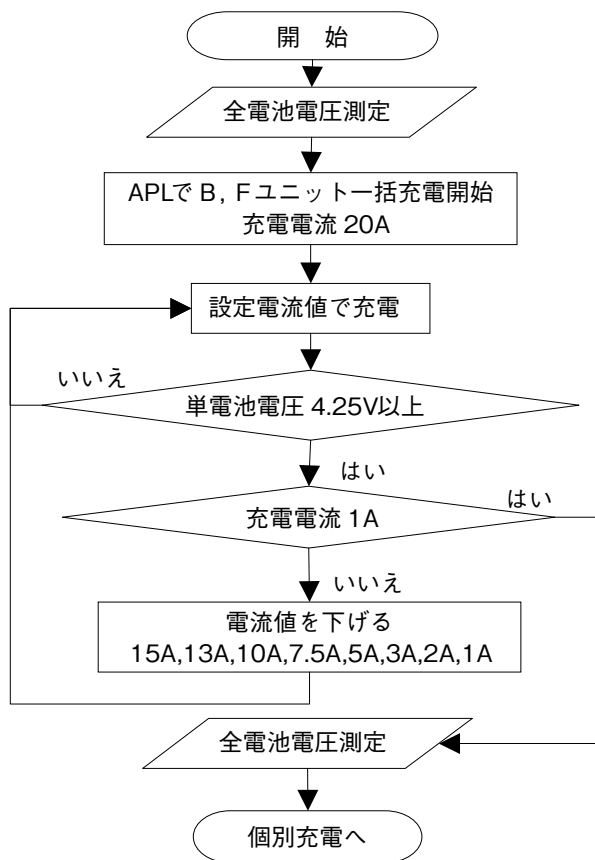 開　始
全電池電圧測定
APLで B , F ユニット一括充電開始
充電電流 20A
設定電流値で充電
いいえ
単電池電圧 4.25V以上
はい
はい
充電電流 1A
いいえ
電流値を下げる
15A,13A,10A,7.5A,5A,3A,2A,1A
全電池電圧測定
個別充電へ